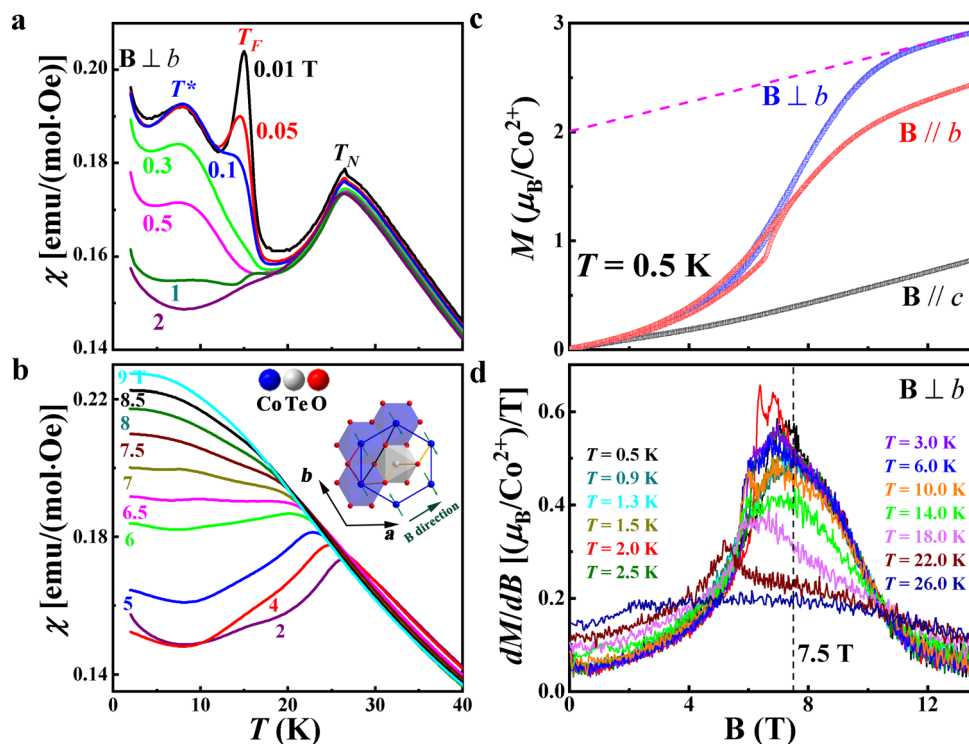 a
B ⊥ b
T*
T_F
T_N
0.01 T
0.05
0.1
0.3
0.5
1
2
0.20
0.18
0.16
0.14
χ [emu/(mol·Oe)]
b
9 T
8.5
8
7.5
7
6.5
6
5
4
2
Co Te O
b
a
B direction
0.22
0.18
0.14
χ [emu/(mol·Oe)]
0 10 20 30 40
T (K)
c
B ⊥ b
B // b
B // c
T = 0.5 K
3
2
1
0
M (μ_B/Co²⁺)
d
B ⊥ b
T = 0.5 K
T = 0.9 K
T = 1.3 K
T = 1.5 K
T = 2.0 K
T = 2.5 K
T = 3.0 K
T = 6.0 K
T = 10.0 K
T = 14.0 K
T = 18.0 K
T = 22.0 K
T = 26.0 K
7.5 T
0.6
0.4
0.2
0.0
dM/dB [(μ_B/Co²⁺)/T]
0 4 8 12
B (T)